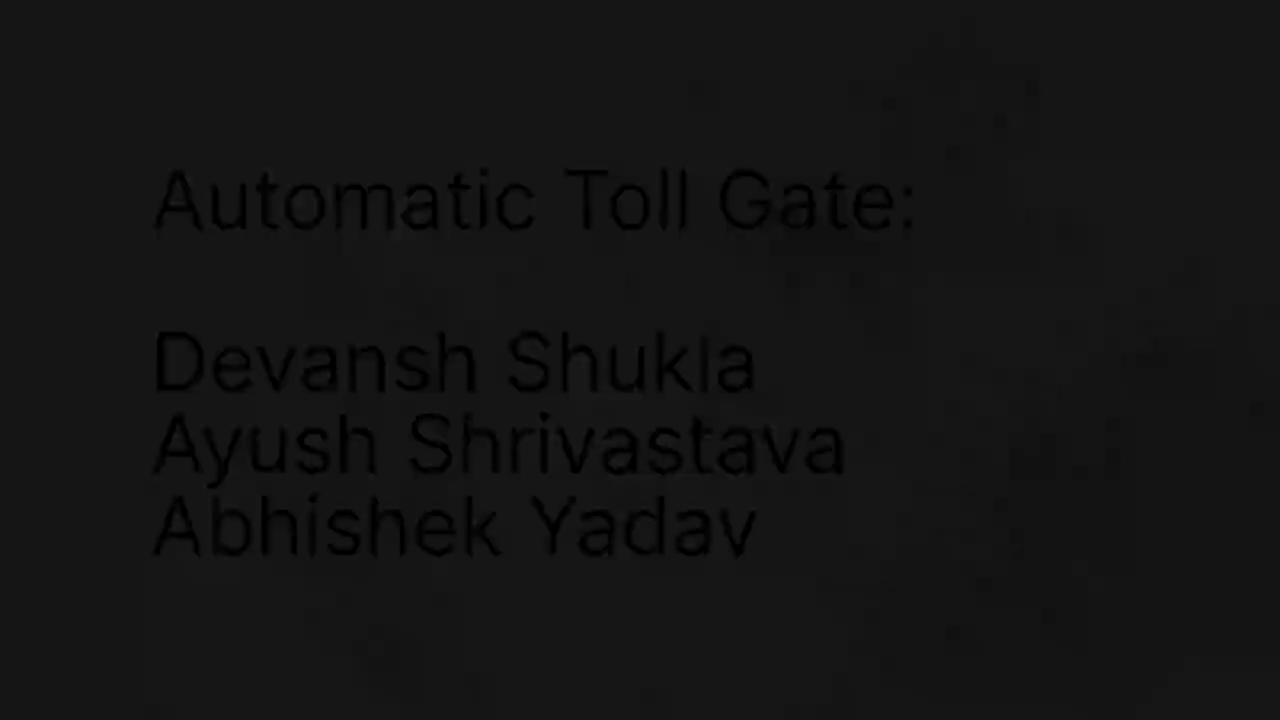 Automatic Toll Gate:
Devansh Shukla
Ayush Shrivastava
Abhishek Yadav